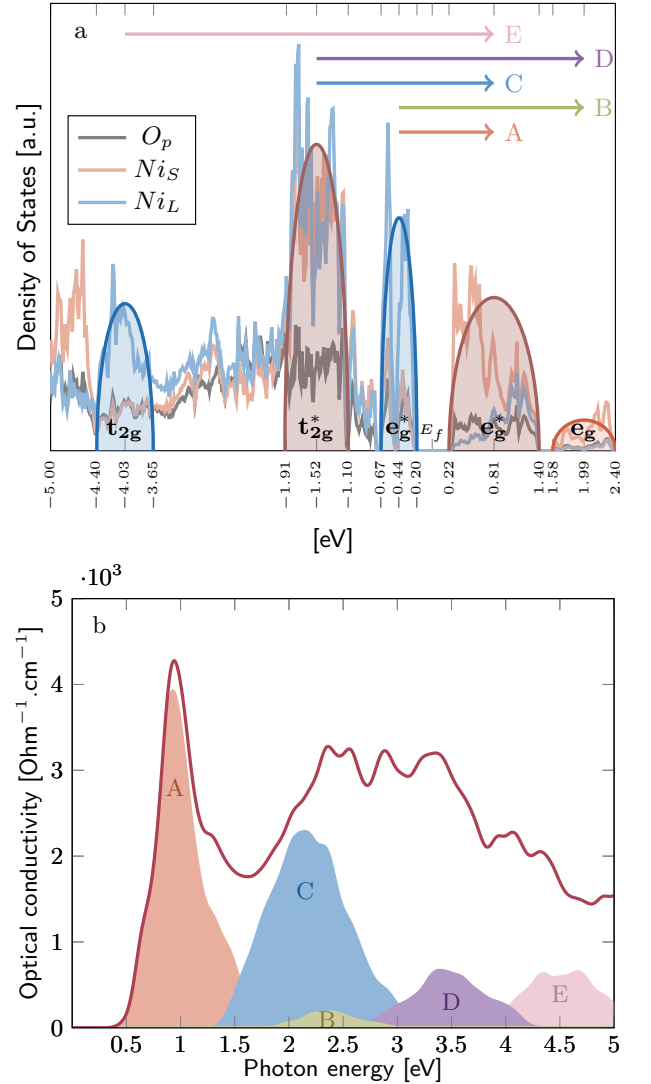 a
E
D
C
B
A
Density of States [a.u.]
O_p
Ni_S
Ni_L
t_2g
t*_2g
e*_g
E_f
e*_g
e_g
−5.00 −4.40 −4.03 −3.65 −1.91 −1.52 −1.10 −0.67 −0.44 −0.20 0.22 0.81 1.40 1.58 1.99 2.40
[eV]
·10³
b
5
4
3
2
1
0
Optical conductivity [Ohm⁻¹.cm⁻¹]
A
C
B
D
E
0.5 1 1.5 2 2.5 3 3.5 4 4.5 5
Photon energy [eV]